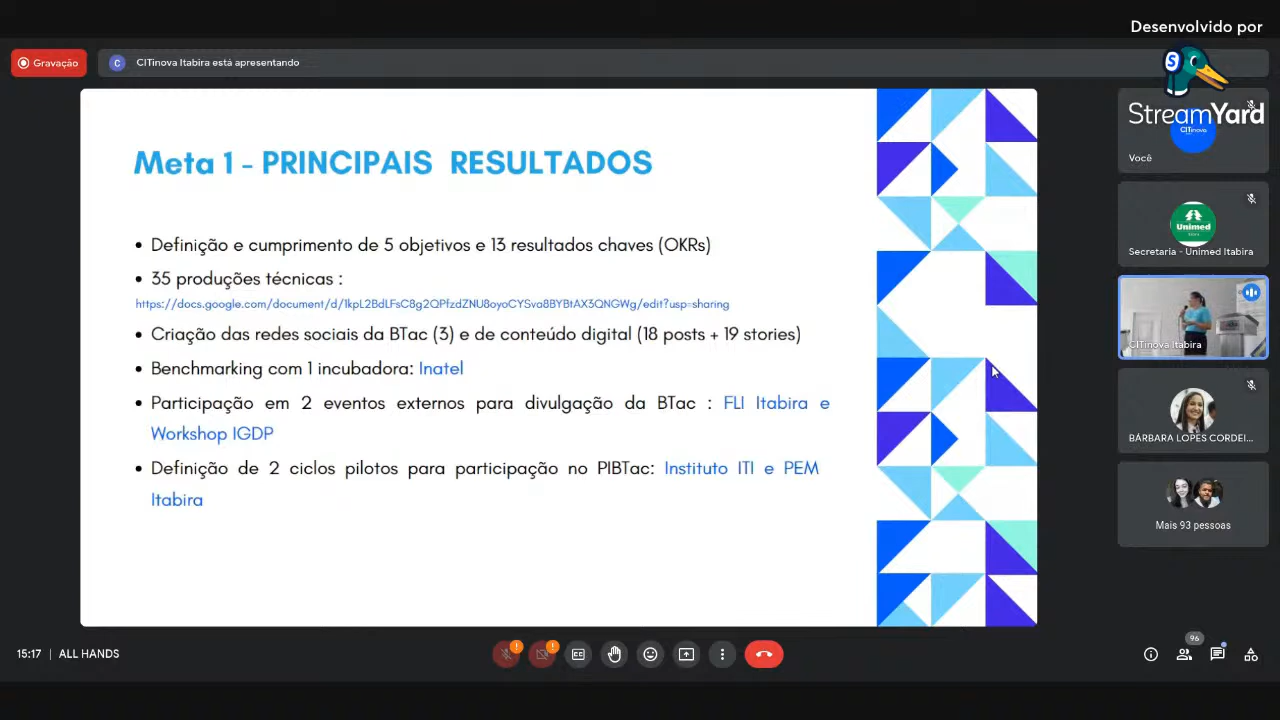 Desenvolvido por
StreamYard
Gravação
C
CITinova Itabira está apresentando
Meta 1 - PRINCIPAIS RESULTADOS
• Definição e cumprimento de 5 objetivos e 13 resultados chaves (OKRs)
• 35 produções técnicas :
https://docs.google.com/document/d/1kpL2BdLFsC8g2QPfzdZNU8oyoCYSva8BYBtAX3QNGWg/edit?usp=sharing
• Criação das redes sociais da BTac (3) e de conteúdo digital (18 posts + 19 stories)
• Benchmarking com 1 incubadora: Inatel
• Participação em 2 eventos externos para divulgação da BTac : FLI Itabira e
Workshop IGDP
• Definição de 2 ciclos pilotos para participação no PIBTac: Instituto ITI e PEM
Itabira
CITinova
Você
Unimed
Secretaria - Unimed Itabira
CITinova Itabira
BÁRBARA LOPES CORDEI...
Mais 93 pessoas
15:17 | ALL HANDS
96